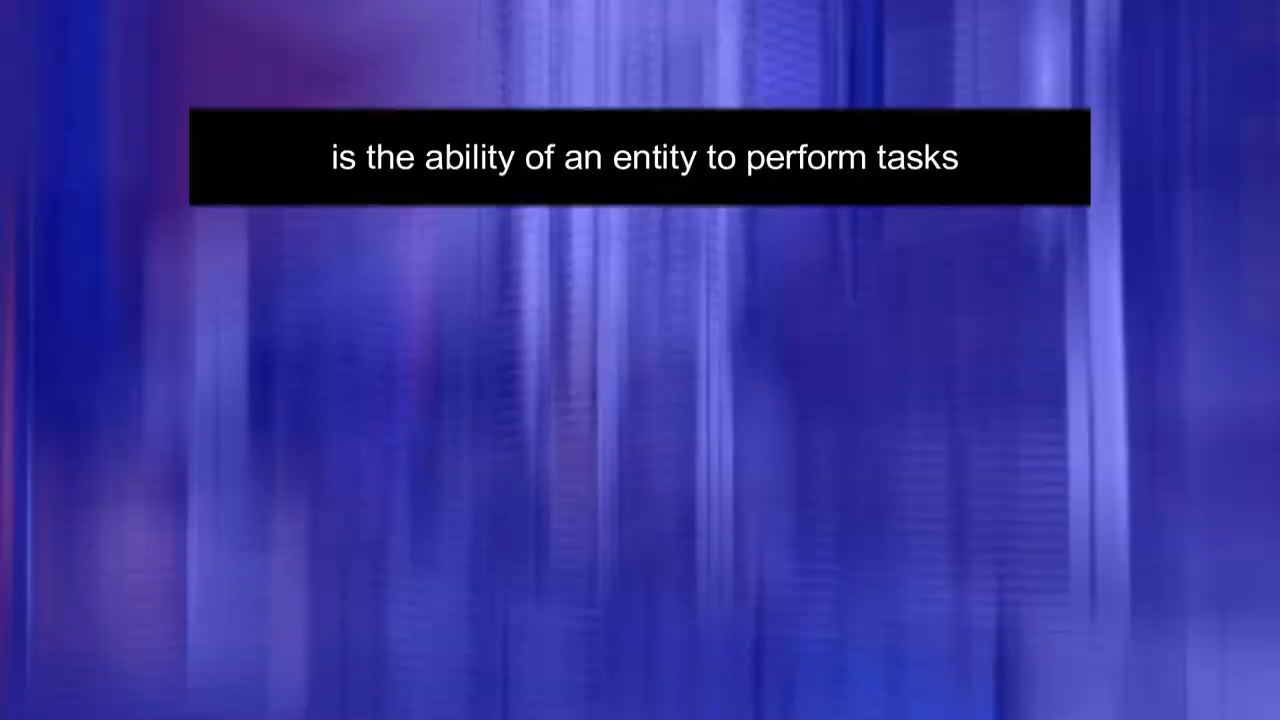 is the ability of an entity to perform tasks